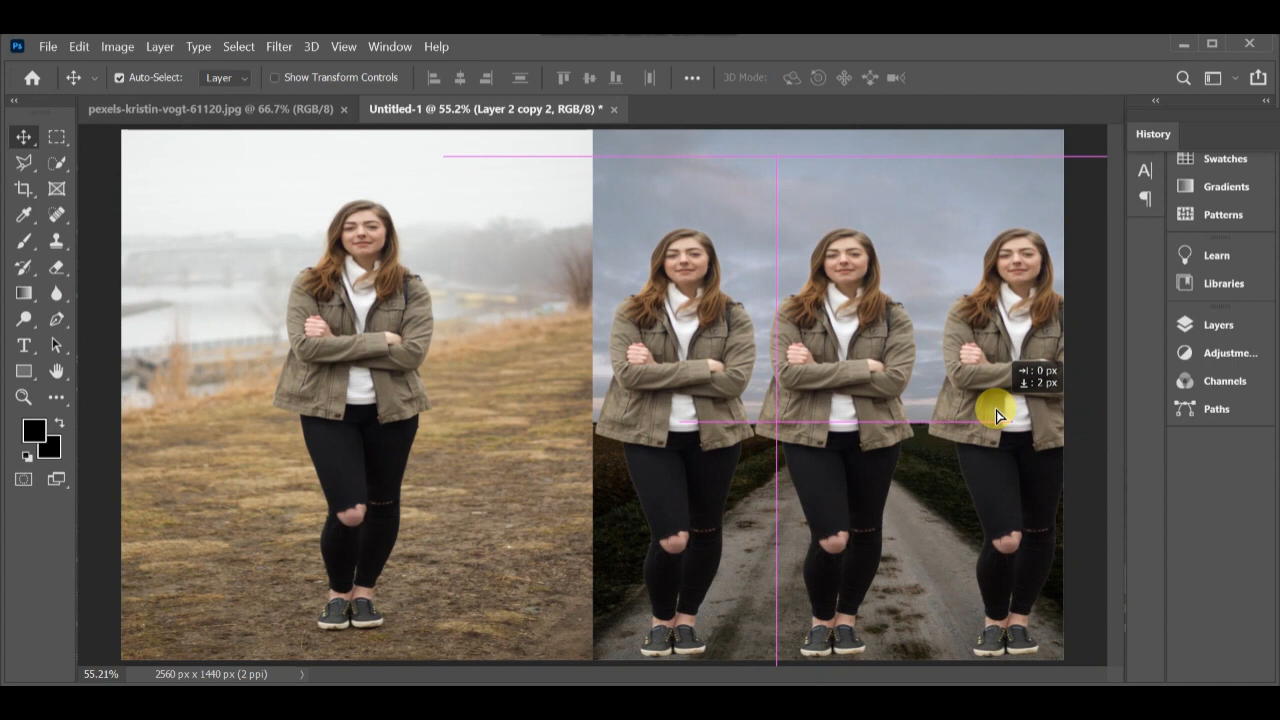 Ps File Edit Image Layer Type Select Filter 3D View Window Help
Auto-Select: Layer Show Transform Controls ••• 3D Mode:
pexels-kristin-vogt-61120.jpg @ 66.7% (RGB/8) × Untitled-1 @ 55.2% (Layer 2 copy 2, RGB/8) * ×
History
Swatches
Gradients
Patterns
Learn
Libraries
Layers
Adjustme...
Channels
Paths
: 0 px
: 2 px
55.21% 2560 px x 1440 px (2 ppi)